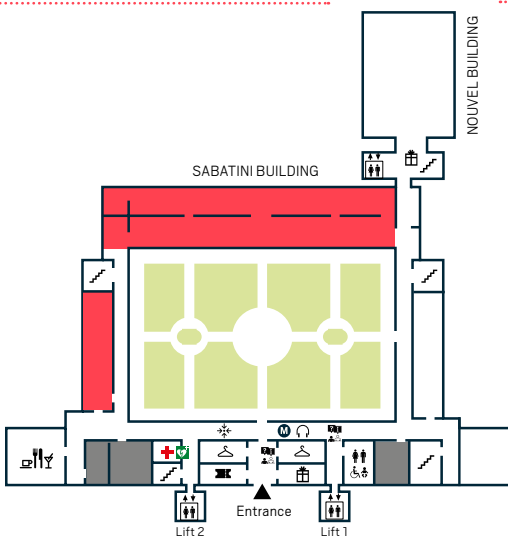 NOUVEL BUILDING
SABATINI BUILDING
M
Entrance
Lift 2
Lift 1